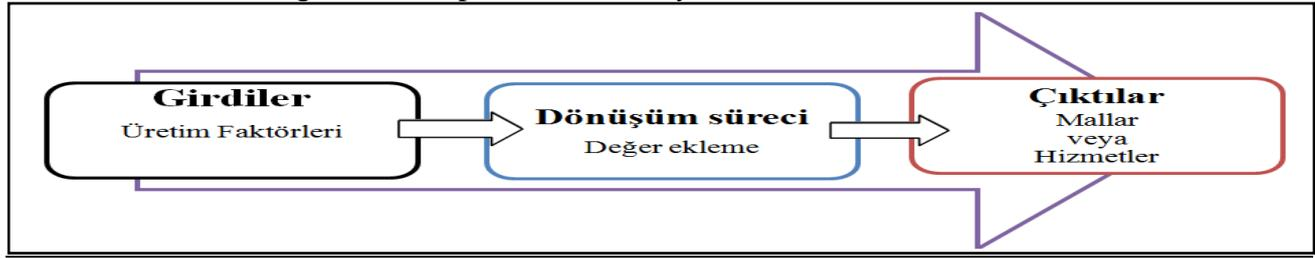 Girdiler
Üretim Faktörleri
Dönüşüm süreci
Değer ekleme
Çıktılar
Mallar
veya
Hizmetler